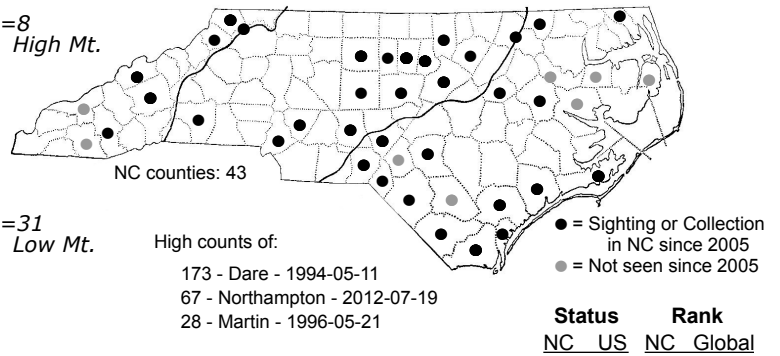 =8
High Mt.
NC counties: 43
=31
Low Mt.
High counts of:
173 - Dare - 1994-05-11
67 - Northampton - 2012-07-19
28 - Martin - 1996-05-21
= Sighting or Collection
in NC since 2005
= Not seen since 2005
Status Rank
NC US NC Global